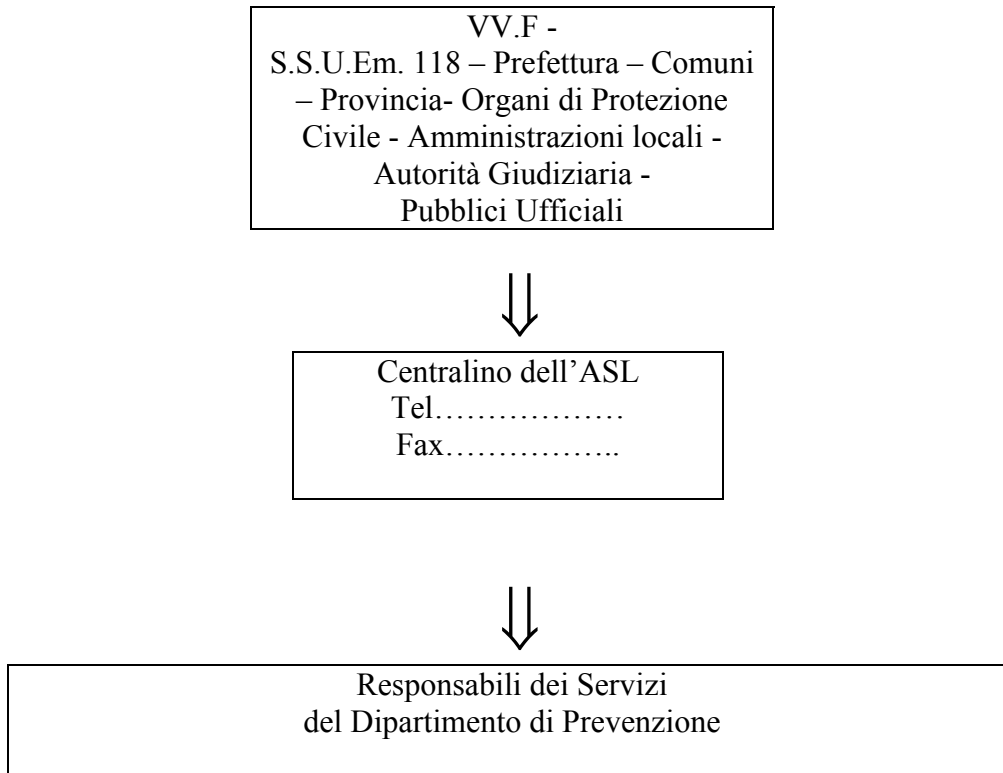 VV.F -
S.S.U.Em. 118 – Prefettura – Comuni
– Provincia- Organi di Protezione
Civile - Amministrazioni locali -
Autorità Giudiziaria -
Pubblici Ufficiali
Centralino dell’ASL
Tel………………
Fax……………..
Responsabili dei Servizi
del Dipartimento di Prevenzione